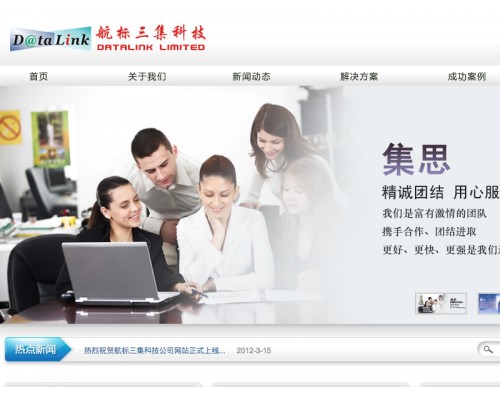 D@ta Link 航标三集科技
DATALINK LIMITED
首页 关于我们 新闻动态 解决方案 成功案例
集思
精诚团结 用心服
我们是富有激情的团队
携手合作、团结进取
更好、更快、更强是我们
热点新闻 热烈祝贺航标三集科技公司网站正式上线... 2012-3-15